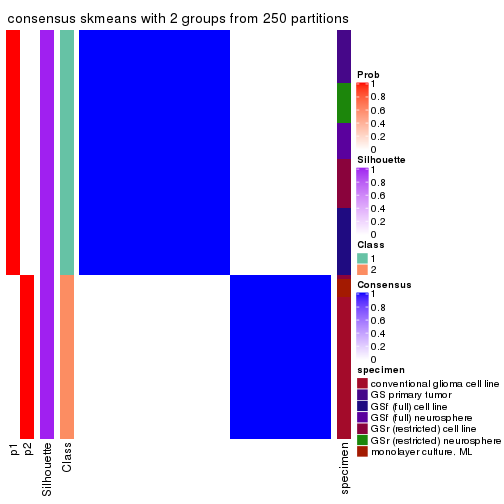 consensus skmeans with 2 groups from 250 partitions
Prob
1
0.8
0.6
0.4
0.2
0
Silhouette
1
0.8
0.6
0.4
0.2
0
Class
1
2
Consensus
1
0.8
0.6
0.4
0.2
0
specimen
conventional glioma cell line
GS primary tumor
GSf (full) cell line
GSf (full) neurosphere
GSr (restricted) cell line
GSr (restricted) neurosphere
monolayer culture. ML
p1
p2
Silhouette
Class
specimen